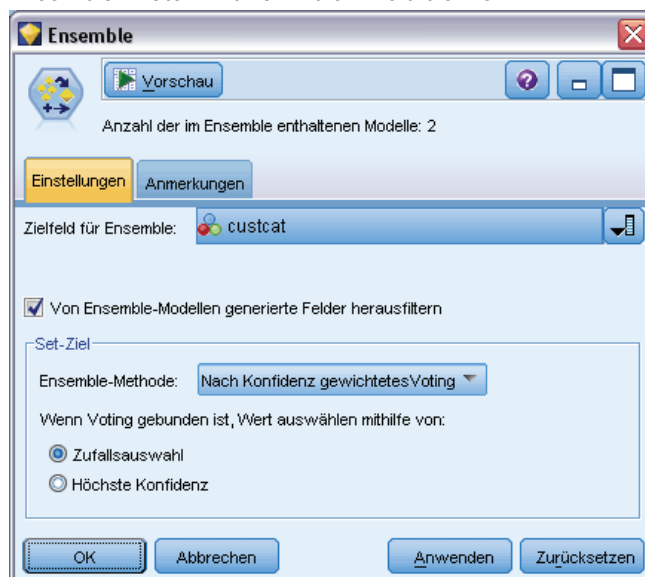 Ensemble
Vorschau
Anzahl der im Ensemble enthaltenen Modelle: 2
Einstellungen Anmerkungen
Zielfeld für Ensemble: custcat
Von Ensemble-Modellen generierte Felder herausfiltern
Set-Ziel
Ensemble-Methode: Nach Konfidenz gewichtetesVoting
Wenn Voting gebunden ist, Wert auswählen mithilfe von:
Zufallsauswahl
Höchste Konfidenz
OK Abbrechen Anwenden Zurücksetzen